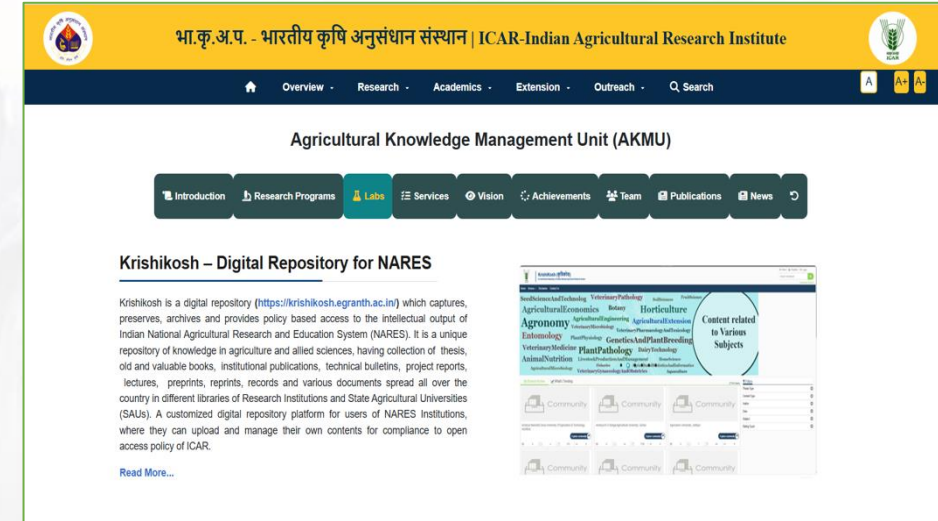 भा.कृ.अ.प. - भारतीय कृषि अनुसंधान संस्थान | ICAR-Indian Agricultural Research Institute
ICAR
Overview - Research - Academics - Extension - Outreach - Search
A A+ A-
Agricultural Knowledge Management Unit (AKMU)
Introduction Research Programs Labs Services Vision Achievements Team Publications News
Krishikosh – Digital Repository for NARES
Krishikosh is a digital repository (https://krishikosh.egranth.ac.in/) which captures,
preserves, archives and provides policy based access to the intellectual output of
Indian National Agricultural Research and Education System (NARES). It is a unique
repository of knowledge in agriculture and allied sciences, having collection of thesis,
old and valuable books, institutional publications, technical bulletins, project reports,
lectures, preprints, reprints, records and various documents spread all over the
country in different libraries of Research Institutions and State Agricultural Universities
(SAUs). A customized digital repository platform for users of NARES Institutions,
where they can upload and manage their own contents for compliance to open
access policy of ICAR.
Read More...
SeedScienceAndTechnology VeterinaryPathology
AgriculturalEconomics Botany Horticulture
Agronomy AgriculturalEngineering AgriculturalExtension
Entomology PlantPhysiology GeneticsAndPlantBreeding
VeterinaryMedicine PlantPathology DairyTechnology
AnimalNutrition
Content related
to Various
Subjects
Community Community Community
Community Community Community